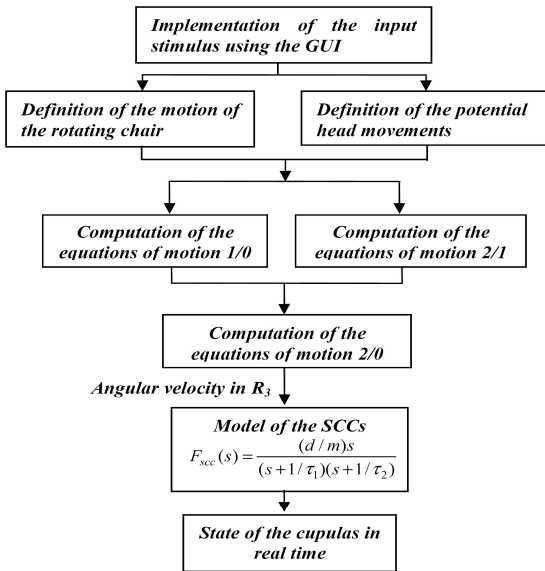 Implementation of the input
stimulus using the GUI
Definition of the motion of
the rotating chair
Definition of the potential
head movements
Computation of the
equations of motion 1/0
Computation of the
equations of motion 2/1
Computation of the
equations of motion 2/0
Angular velocity in R₃
Model of the SCCs
F_scc(s) = (d/m)s / ((s+1/τ₁)(s+1/τ₂))
State of the cupulas in
real time